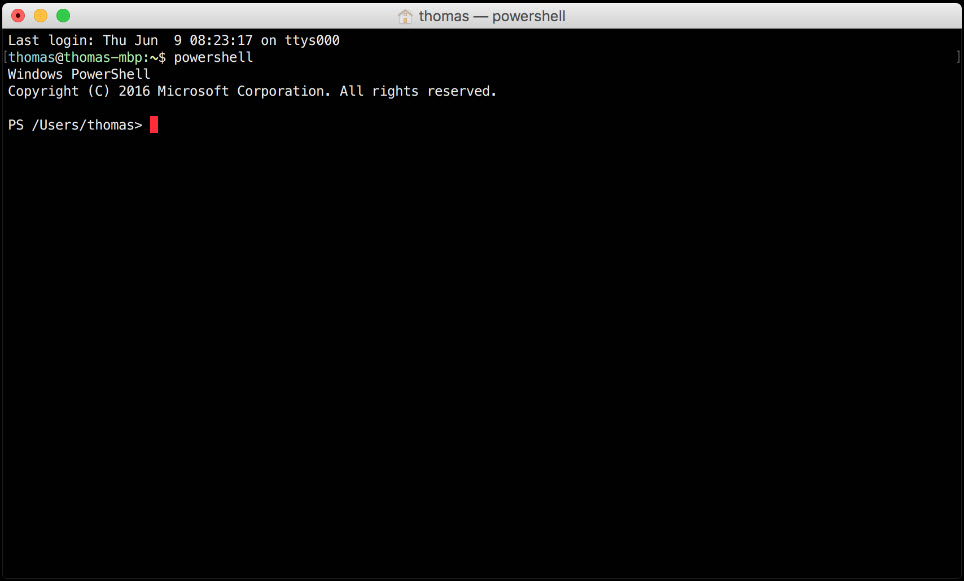 thomas — powershell
Last login: Thu Jun  9 08:23:17 on ttys000
[thomas@thomas-mbp:~$ powershell ]
Windows PowerShell
Copyright (C) 2016 Microsoft Corporation. All rights reserved.
PS /Users/thomas>